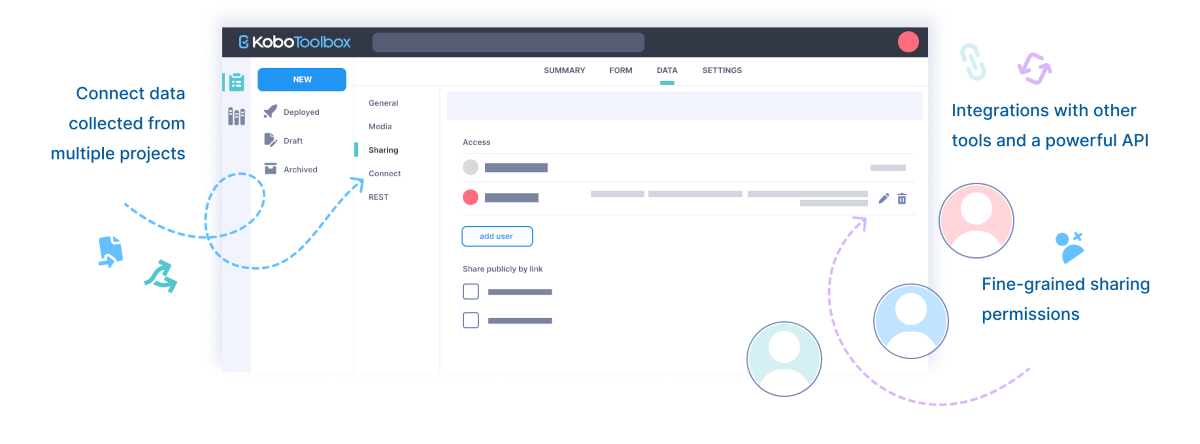 KoboToolbox
Connect data
collected from
multiple projects
NEW
Deployed
Draft
Archived
SUMMARY FORM DATA SETTINGS
General
Media
Sharing
Connect
REST
Access
add user
Share publicly by link
Integrations with other
tools and a powerful API
Fine-grained sharing
permissions